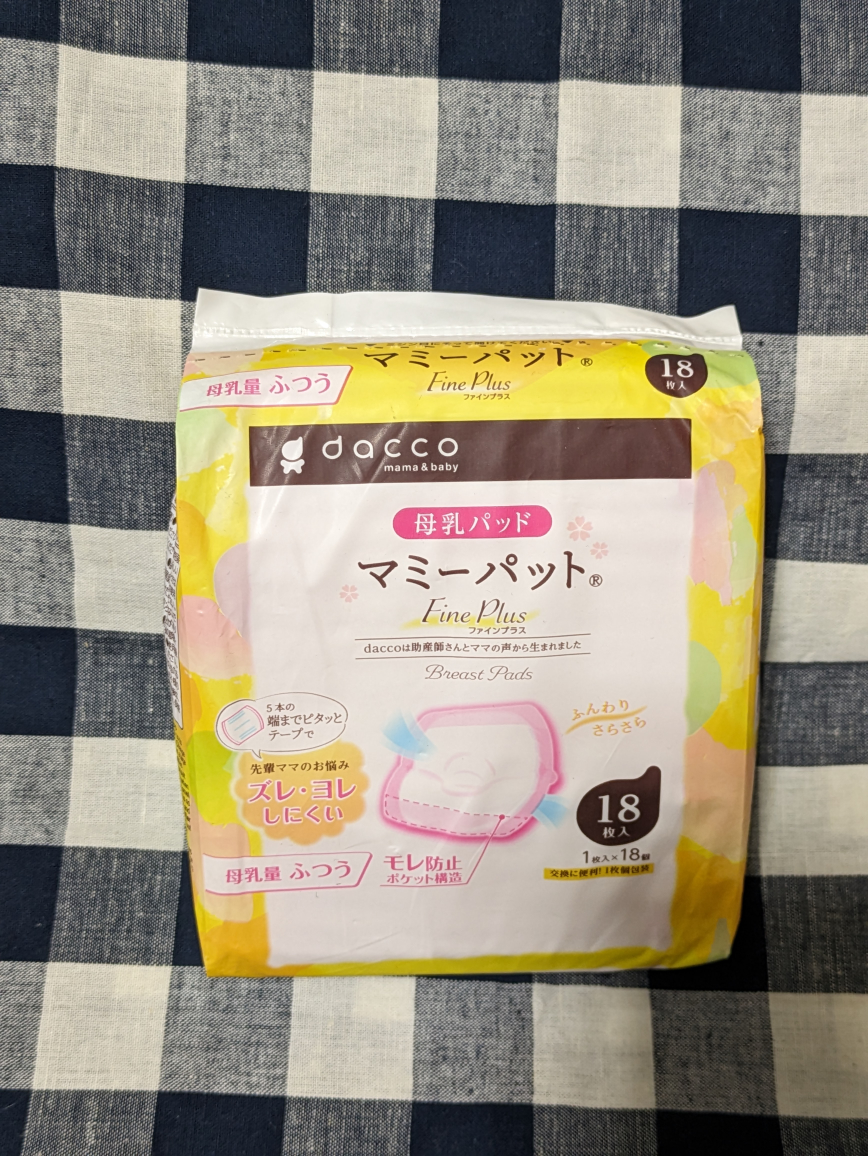 マミーパット®
Fine Plus
ファインプラス
母乳量 ふつう
18
枚入
dacco
mama & baby
母乳パッド
マミーパット®
Fine Plus
ファインプラス
daccoは助産師さんとママの声から生まれました
Breast Pads
5本の
端までピタッと
テープで
先輩ママのお悩み
ズレ・ヨレ
しにくい
ふんわり
さらさら
18
枚入
1枚入×18個
交換に便利!1枚個包装
母乳量 ふつう
モレ防止
ポケット構造